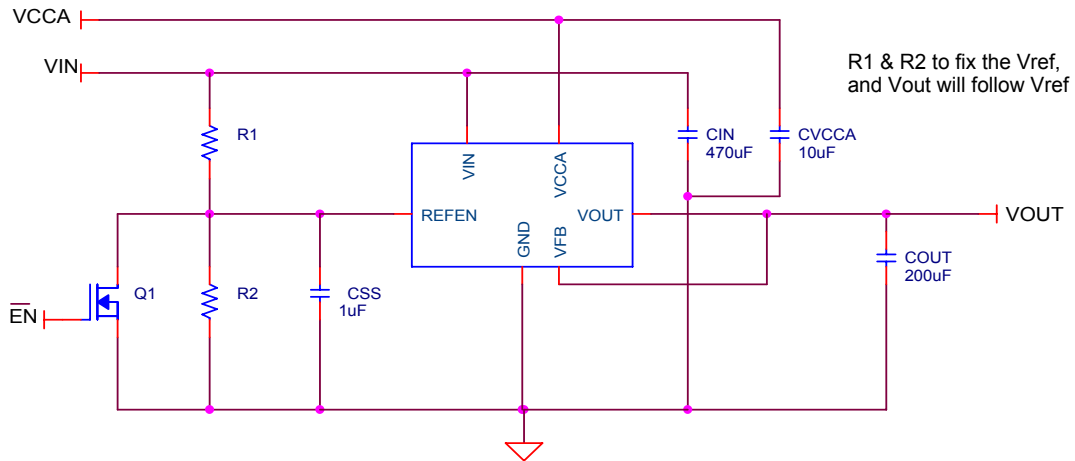 VCCA
VIN
R1 & R2 to fix the Vref,
and Vout will follow Vref
R1
CIN
470uF
CVCCA
10uF
VIN
VCCA
REFEN
VOUT
GND
VFB
VOUT
EN
Q1
R2
CSS
1uF
COUT
200uF